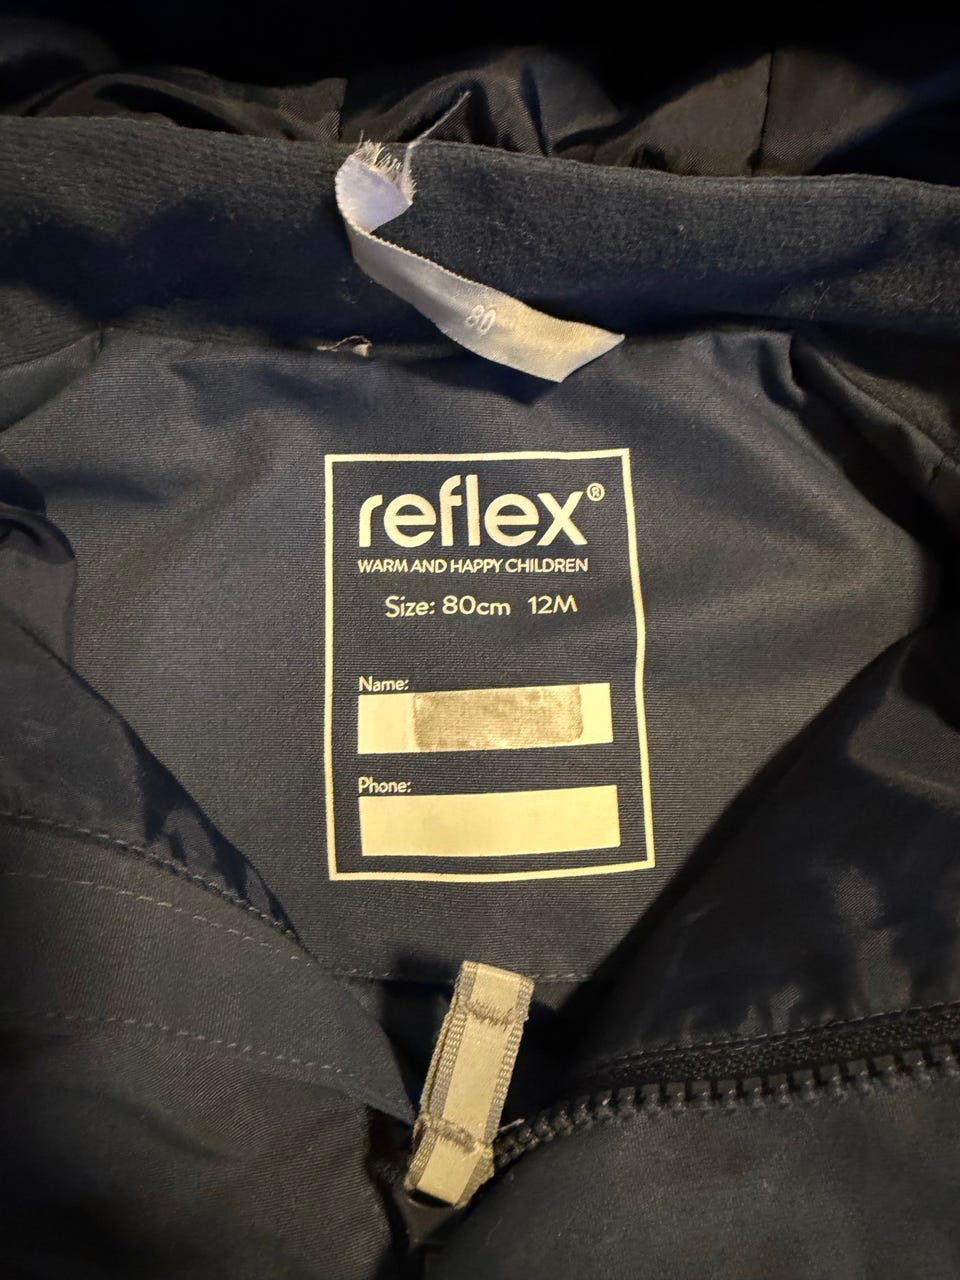 80
reflex®
WARM AND HAPPY CHILDREN
Size: 80cm 12M
Name:
Phone: